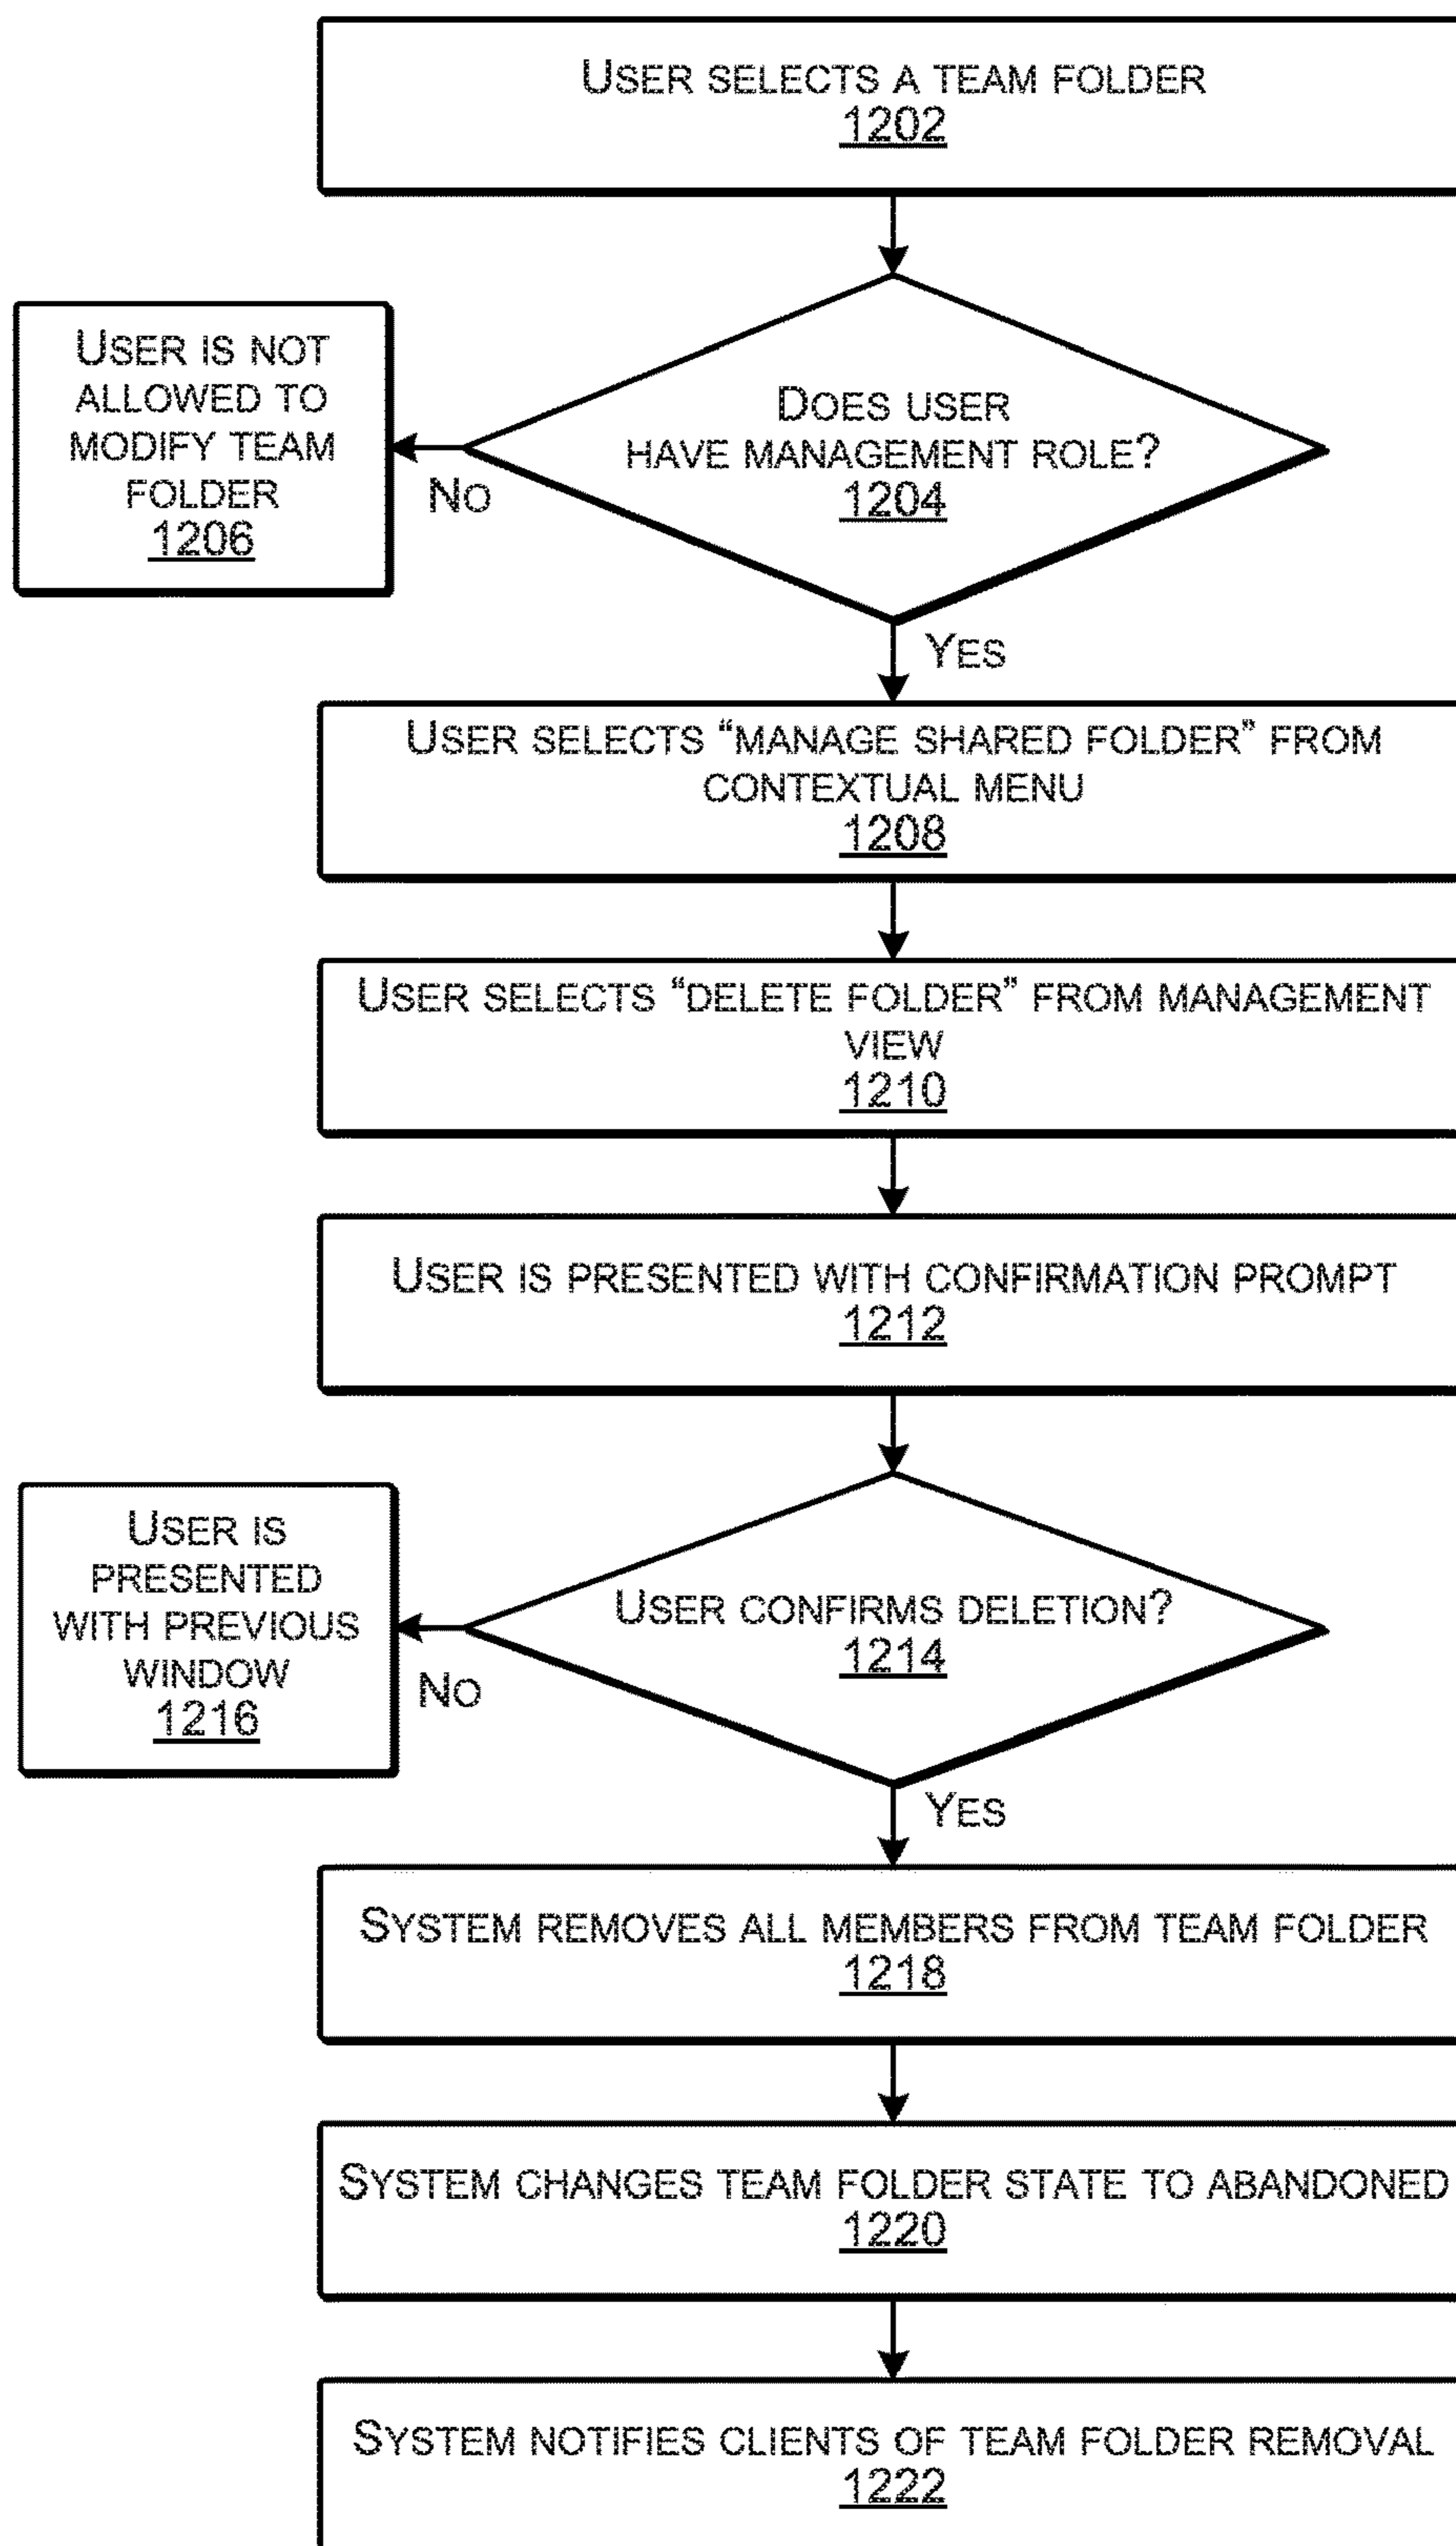 USER SELECTS A TEAM FOLDER
1202
USER IS NOT
ALLOWED TO
MODIFY TEAM
FOLDER
1206
NO
DOES USER
HAVE MANAGEMENT ROLE?
1204
YES
USER SELECTS “MANAGE SHARED FOLDER” FROM
CONTEXTUAL MENU
1208
USER SELECTS “DELETE FOLDER” FROM MANAGEMENT
VIEW
1210
USER IS PRESENTED WITH CONFIRMATION PROMPT
1212
USER IS
PRESENTED
WITH PREVIOUS
WINDOW
1216
NO
USER CONFIRMS DELETION?
1214
YES
SYSTEM REMOVES ALL MEMBERS FROM TEAM FOLDER
1218
SYSTEM CHANGES TEAM FOLDER STATE TO ABANDONED
1220
SYSTEM NOTIFIES CLIENTS OF TEAM FOLDER REMOVAL
1222